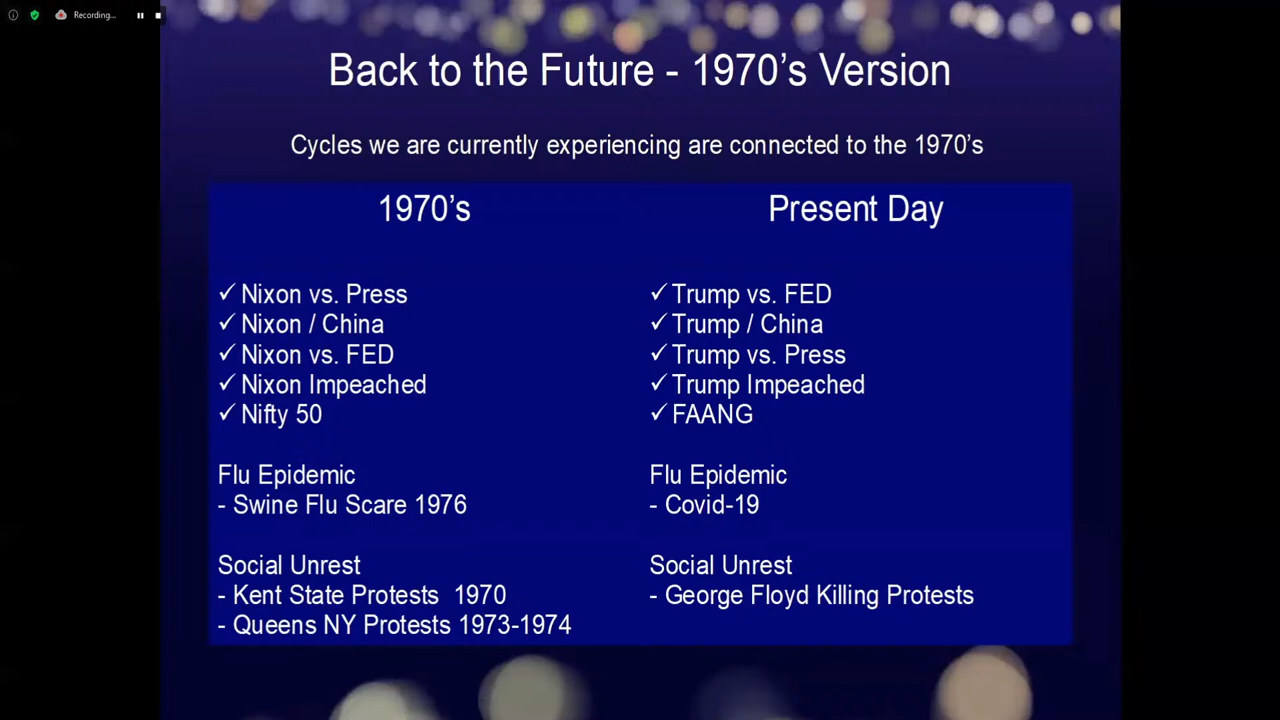 Recording...
Back to the Future - 1970’s Version
Cycles we are currently experiencing are connected to the 1970’s
1970’s
✓ Nixon vs. Press
✓ Nixon / China
✓ Nixon vs. FED
✓ Nixon Impeached
✓ Nifty 50
Flu Epidemic
- Swine Flu Scare 1976
Social Unrest
- Kent State Protests 1970
- Queens NY Protests 1973-1974
Present Day
✓ Trump vs. FED
✓ Trump / China
✓ Trump vs. Press
✓ Trump Impeached
✓ FAANG
Flu Epidemic
- Covid-19
Social Unrest
- George Floyd Killing Protests